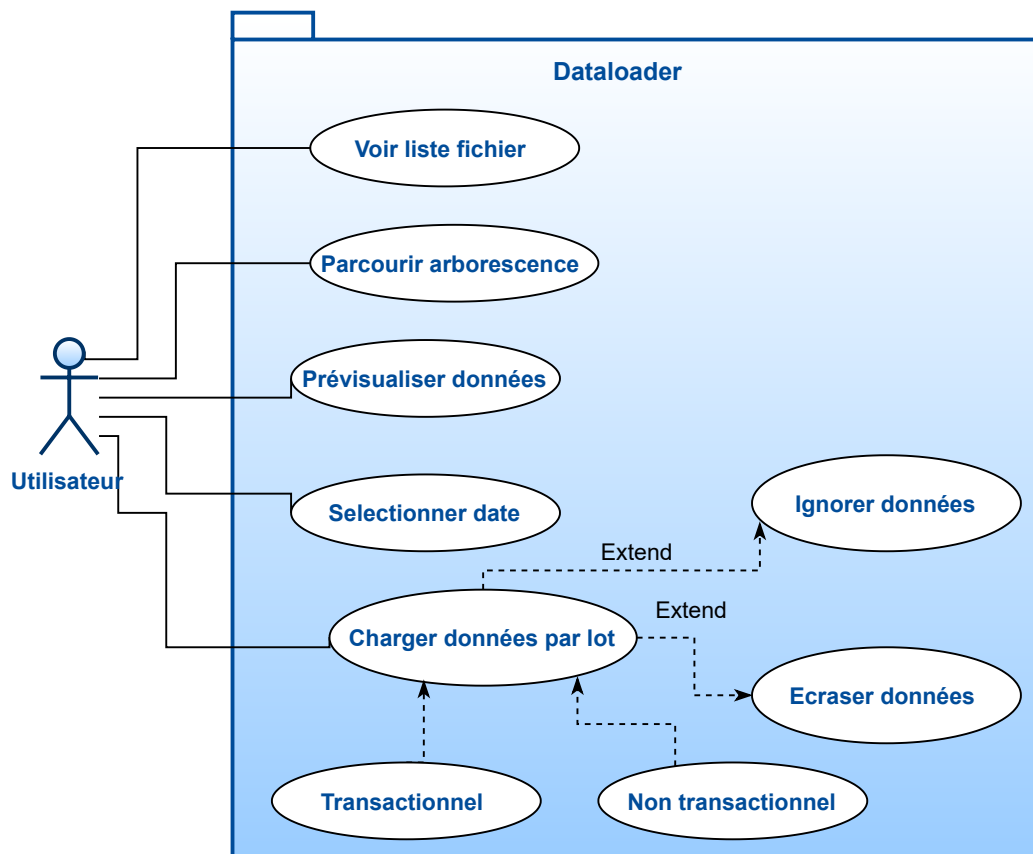 Dataloader
Voir liste fichier
Parcourir arborescence
Prévisualiser données
Utilisateur
Selectionner date
Ignorer données
Extend
Extend
Charger données par lot
Ecraser données
Transactionnel
Non transactionnel